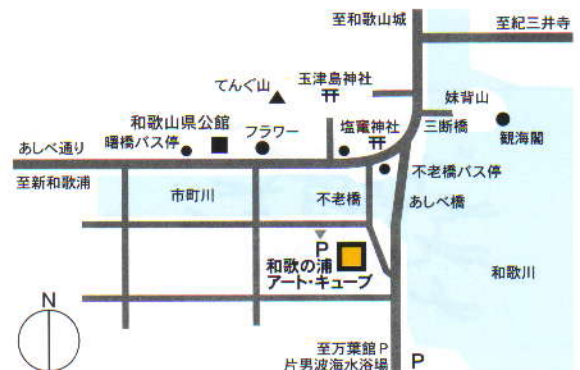 至和歌山城
至紀三井寺
玉津島神社
てんぐ山
妹背山
和歌山県公館
塩竈神社
三断橋
曙橋バス停
フラワー
観海閣
あしべ通り
不老橋バス停
至新和歌浦
市町川
不老橋
あしべ橋
P
和歌の浦
アート・キューブ
和歌川
N
至万葉館P
片男波海水浴場
P